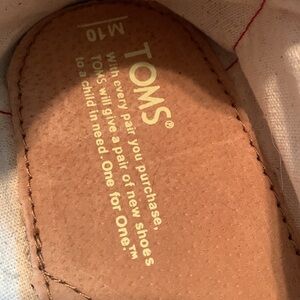 M10
TOMS®
With every pair you purchase,
TOMS will give a pair of new shoes
to a child in need. One for One.™